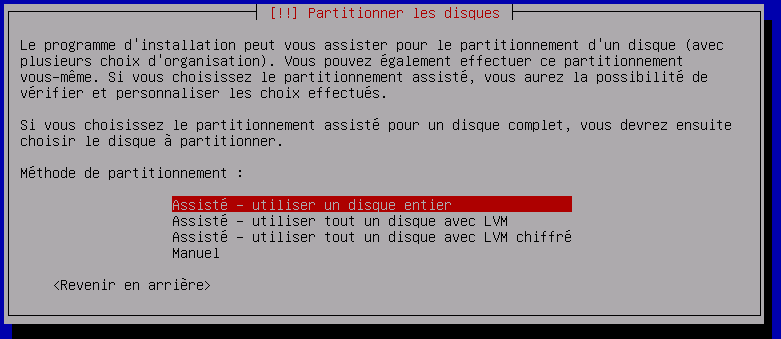 [!!] Partitionner les disques
Le programme d'installation peut vous assister pour le partitionnement d'un disque (avec
plusieurs choix d'organisation). Vous pouvez également effectuer ce partitionnement
vous-même. Si vous choisissez le partitionnement assisté, vous aurez la possibilité de
vérifier et personnaliser les choix effectués.
Si vous choisissez le partitionnement assisté pour un disque complet, vous devrez ensuite
choisir le disque à partitionner.
Méthode de partitionnement :
Assisté - utiliser un disque entier
Assisté - utiliser tout un disque avec LVM
Assisté - utiliser tout un disque avec LVM chiffré
Manuel
<Revenir en arrière>